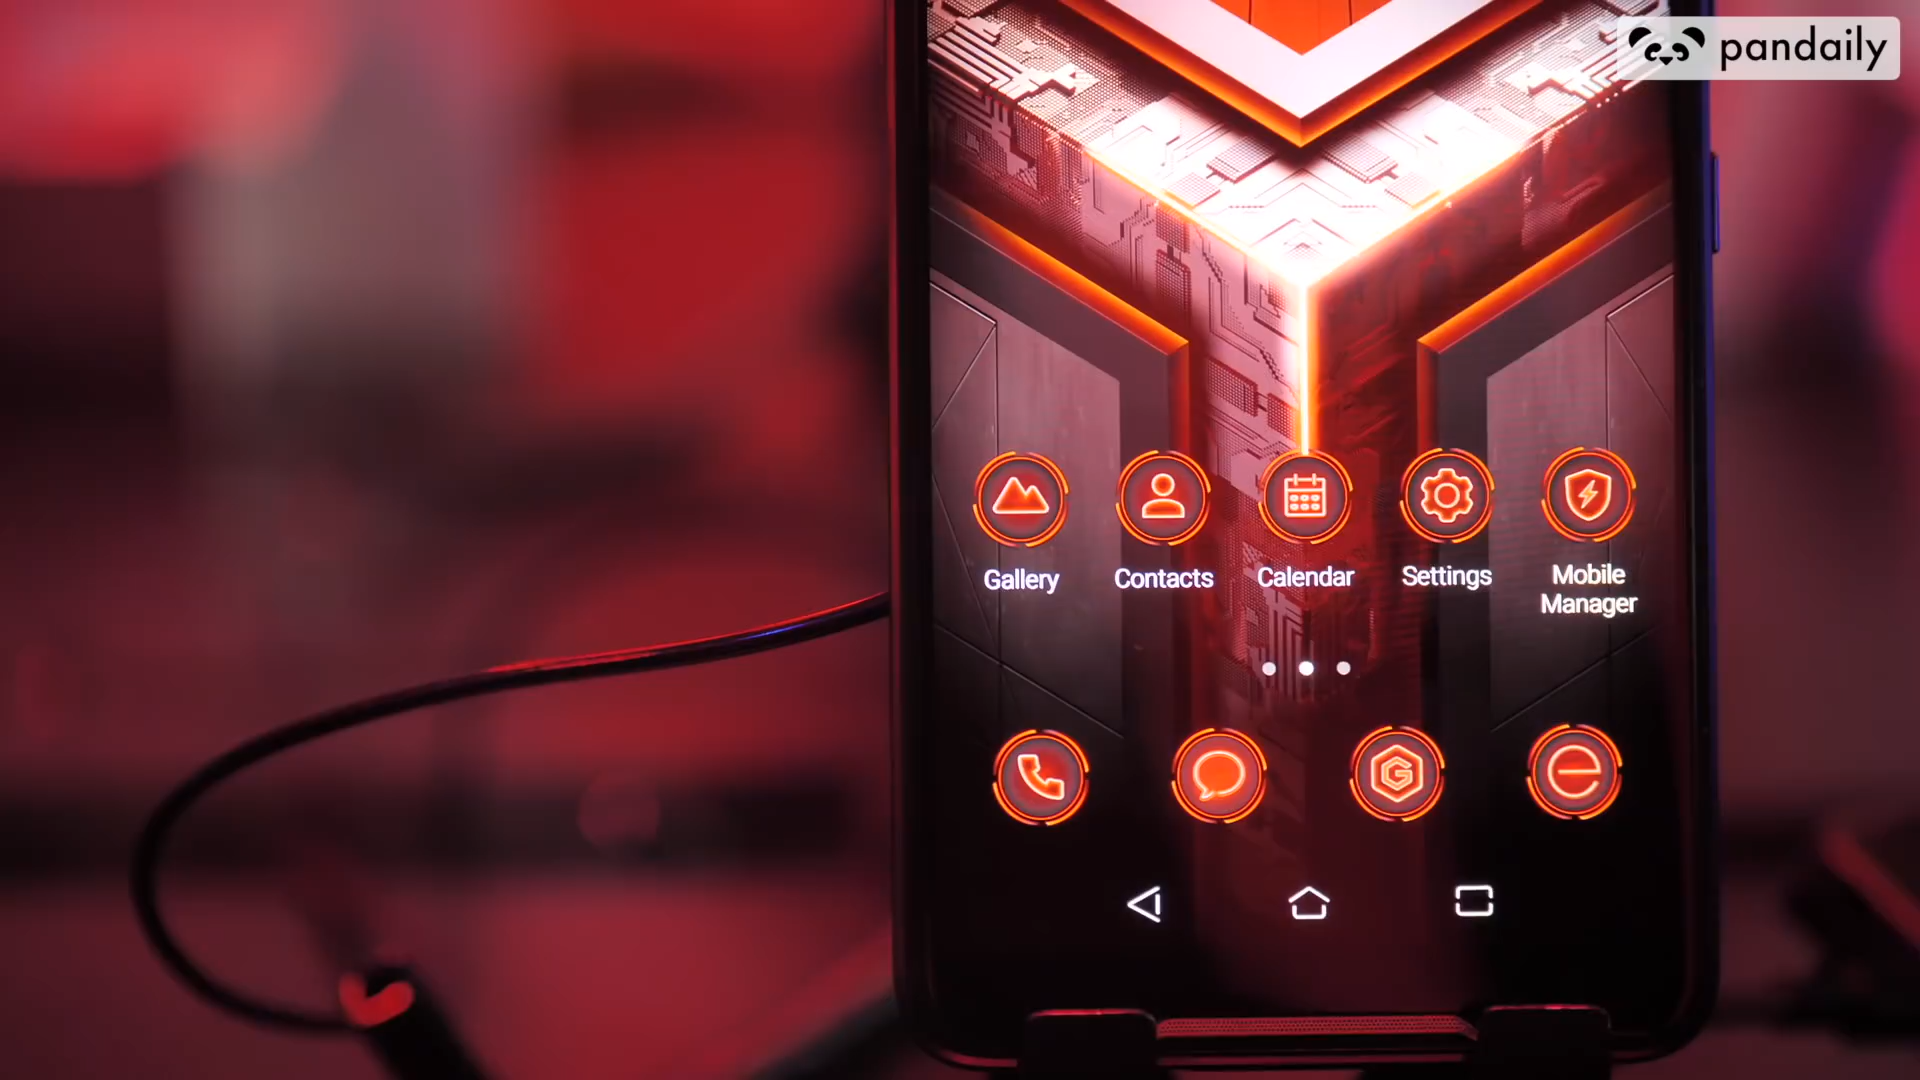 pandaily
Gallery
Contacts
Calendar
Settings
Mobile
Manager